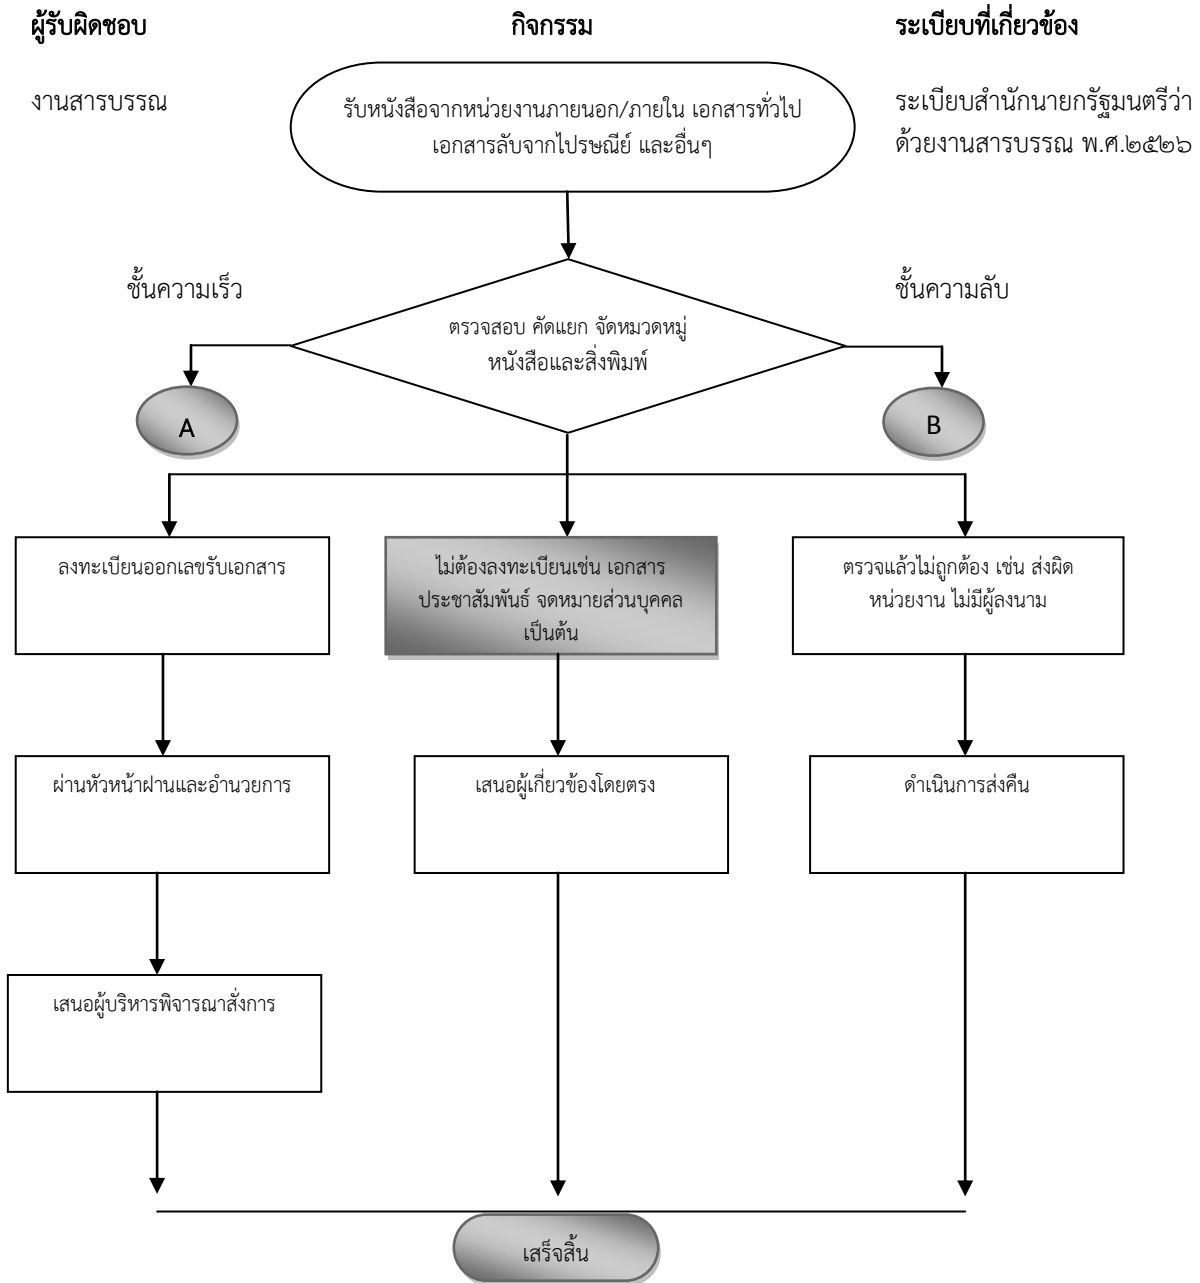 ผู้รับผิดชอบ
กิจกรรม
ระเบียบที่เกี่ยวข้อง
งานสารบรรณ
รับหนังสือจากหน่วยงานภายนอก/ภายใน เอกสารทั่วไป
เอกสารลับจากไปรษณีย์ และอื่นๆ
ระเบียบสำนักนายกรัฐมนตรีว่า
ด้วยงานสารบรรณ พ.ศ.๒๕๒๖
ชั้นความเร็ว
ชั้นความลับ
ตรวจสอบ คัดแยก จัดหมวดหมู่
หนังสือและสิ่งพิมพ์
A
B
ลงทะเบียนออกเลขรับเอกสาร
ไม่ต้องลงทะเบียนเช่น เอกสาร
ประชาสัมพันธ์ จดหมายส่วนบุคคล
เป็นต้น
ตรวจแล้วไม่ถูกต้อง เช่น ส่งผิด
หน่วยงาน ไม่มีผู้ลงนาม
ผ่านหัวหน้าฝานและอำนวยการ
เสนอผู้เกี่ยวข้องโดยตรง
ดำเนินการส่งคืน
เสนอผู้บริหารพิจารณาสั่งการ
เสร็จสิ้น